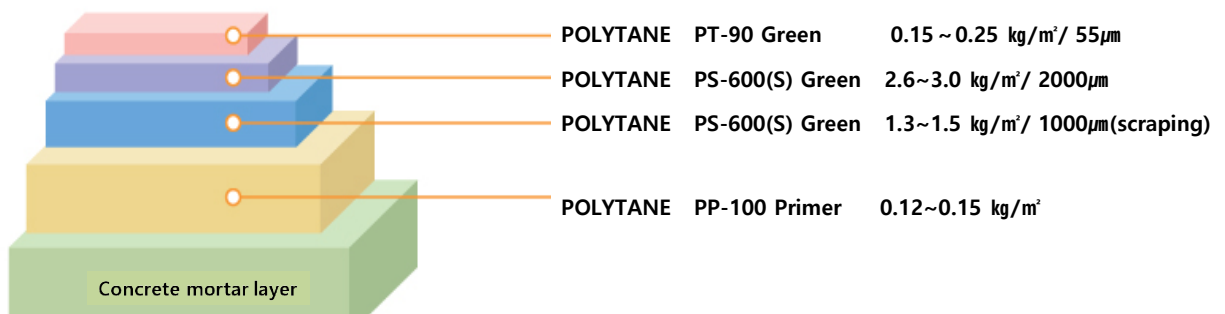 POLYTANE PT-90 Green 0.15 ~ 0.25 ㎏/㎡/ 55㎛
POLYTANE PS-600(S) Green 2.6~3.0 ㎏/㎡/ 2000㎛
POLYTANE PS-600(S) Green 1.3~1.5 ㎏/㎡/ 1000㎛(scraping)
POLYTANE PP-100 Primer 0.12~0.15 ㎏/㎡
Concrete mortar layer